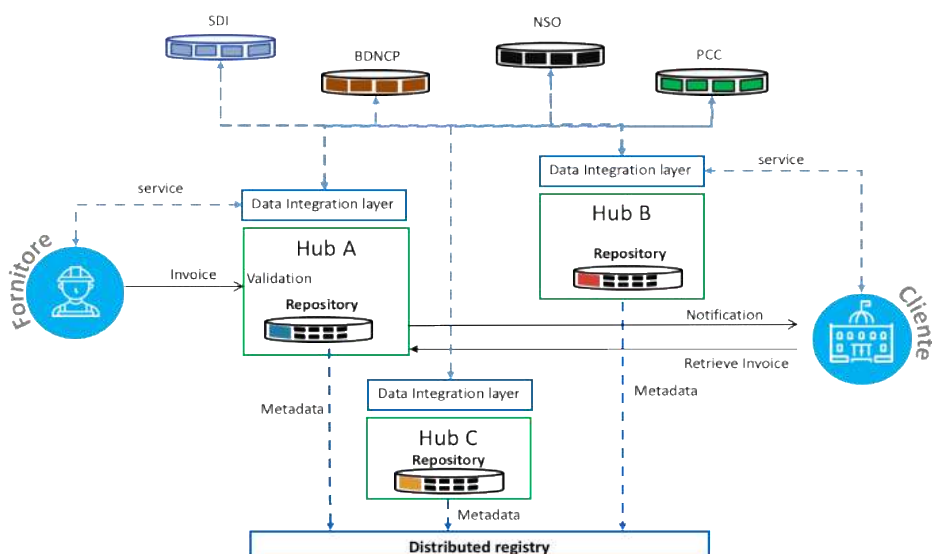 SDI
NSO
BDNCP
PCC
service
Data Integration layer
service
Data Integration layer
Hub B
Repository
Fornitore
Hub A
Invoice
Validation
Repository
Cliente
Notification
Retrieve Invoice
Metadata
Data Integration layer
Metadata
Hub C
Repository
Metadata
Distributed registry